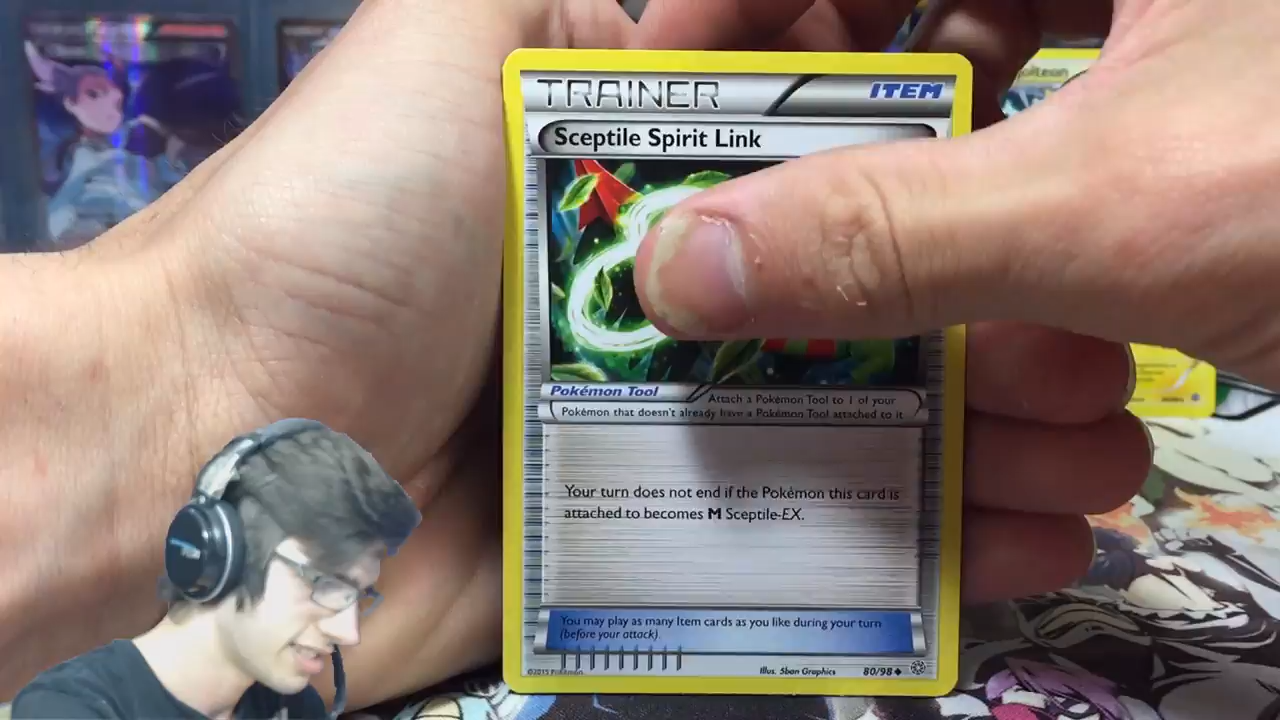 TRAINER
ITEM
Sceptile Spirit Link
Pokémon Tool
Attach a Pokémon Tool to 1 of your
Pokémon that doesn't already have a Pokémon Tool attached to it.
Your turn does not end if the Pokémon this card is
attached to becomes M Sceptile-EX.
You may play as many Item cards as you like during your turn
(before your attack).
©2015 Pokémon
Illus. 5ban Graphics
80/98